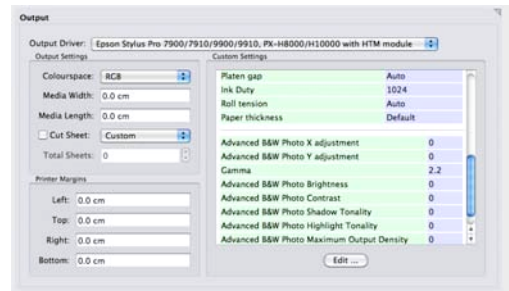 Output
Output Driver: Epson Stylus Pro 7900/7910/9900/9910, PX-H8000/H10000 with HTM module
Output Settings
Colourspace: RGB
Media Width: 0.0 cm
Media Length: 0.0 cm
Cut Sheet: Custom
Total Sheets: 0
Printer Margins
Left: 0.0 cm
Top: 0.0 cm
Right: 0.0 cm
Bottom: 0.0 cm
Custom Settings
Platen gap Auto
Ink Duty 1024
Roll tension Auto
Paper thickness Default
Advanced B&W Photo X adjustment 0
Advanced B&W Photo Y adjustment 0
Gamma 2.2
Advanced B&W Photo Brightness 0
Advanced B&W Photo Contrast 0
Advanced B&W Photo Shadow Tonality 0
Advanced B&W Photo Highlight Tonality 0
Advanced B&W Photo Maximum Output Density 0
Edit ...